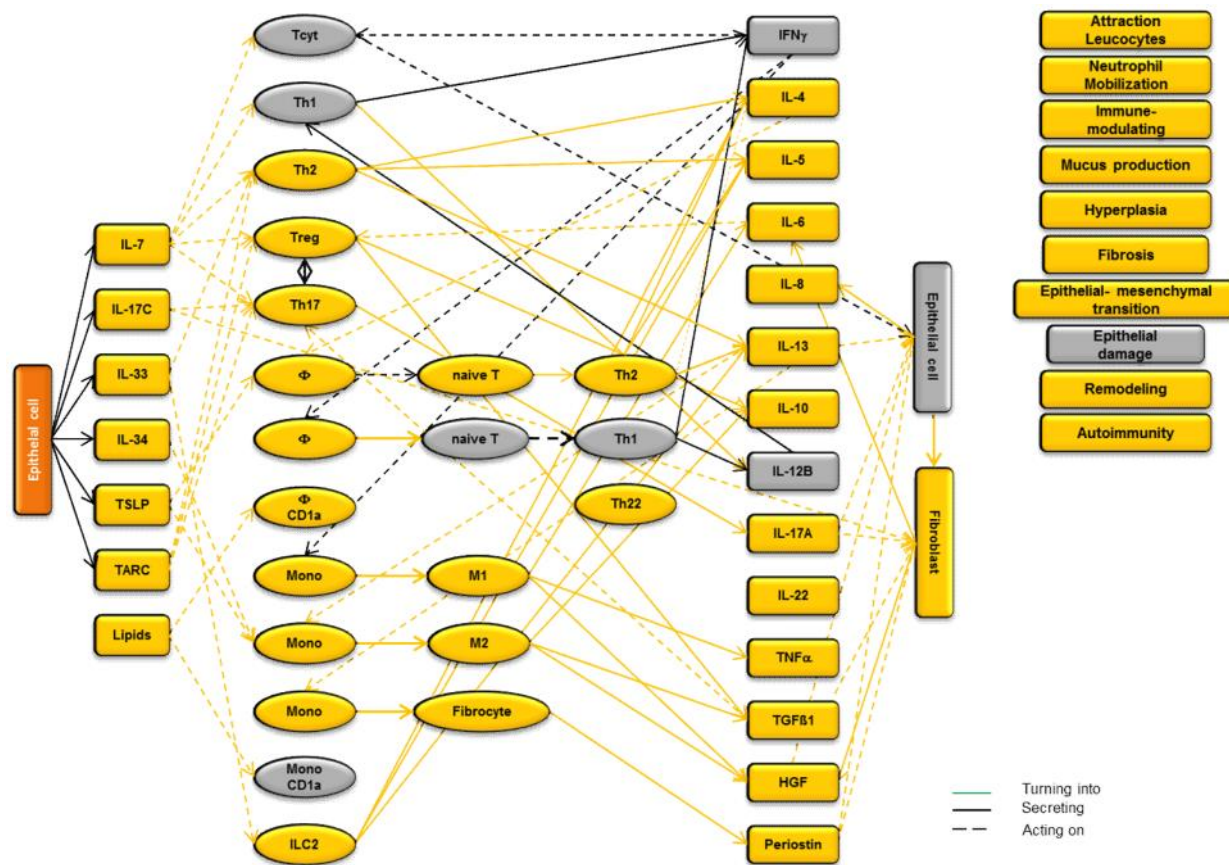 Epithelal cell
IL-7
IL-17C
IL-33
IL-34
TSLP
TARC
Lipids
Tcyt
Th1
Th2
Treg
Th17
Φ
Φ
Φ
CD1a
Mono
Mono
Mono
Mono
CD1a
ILC2
naive T
naive T
M1
M2
Fibrocyte
Th2
Th1
Th22
IFNγ
IL-4
IL-5
IL-6
IL-8
IL-13
IL-10
IL-12B
IL-17A
IL-22
TNFα
TGFß1
HGF
Periostin
Epithelial cell
Fibroblast
Attraction
Leucocytes
Neutrophil
Mobilization
Immune-
modulating
Mucus production
Hyperplasia
Fibrosis
Epithelial- mesenchymal
transition
Epithelial
damage
Remodeling
Autoimmunity
Turning into
Secreting
Acting on